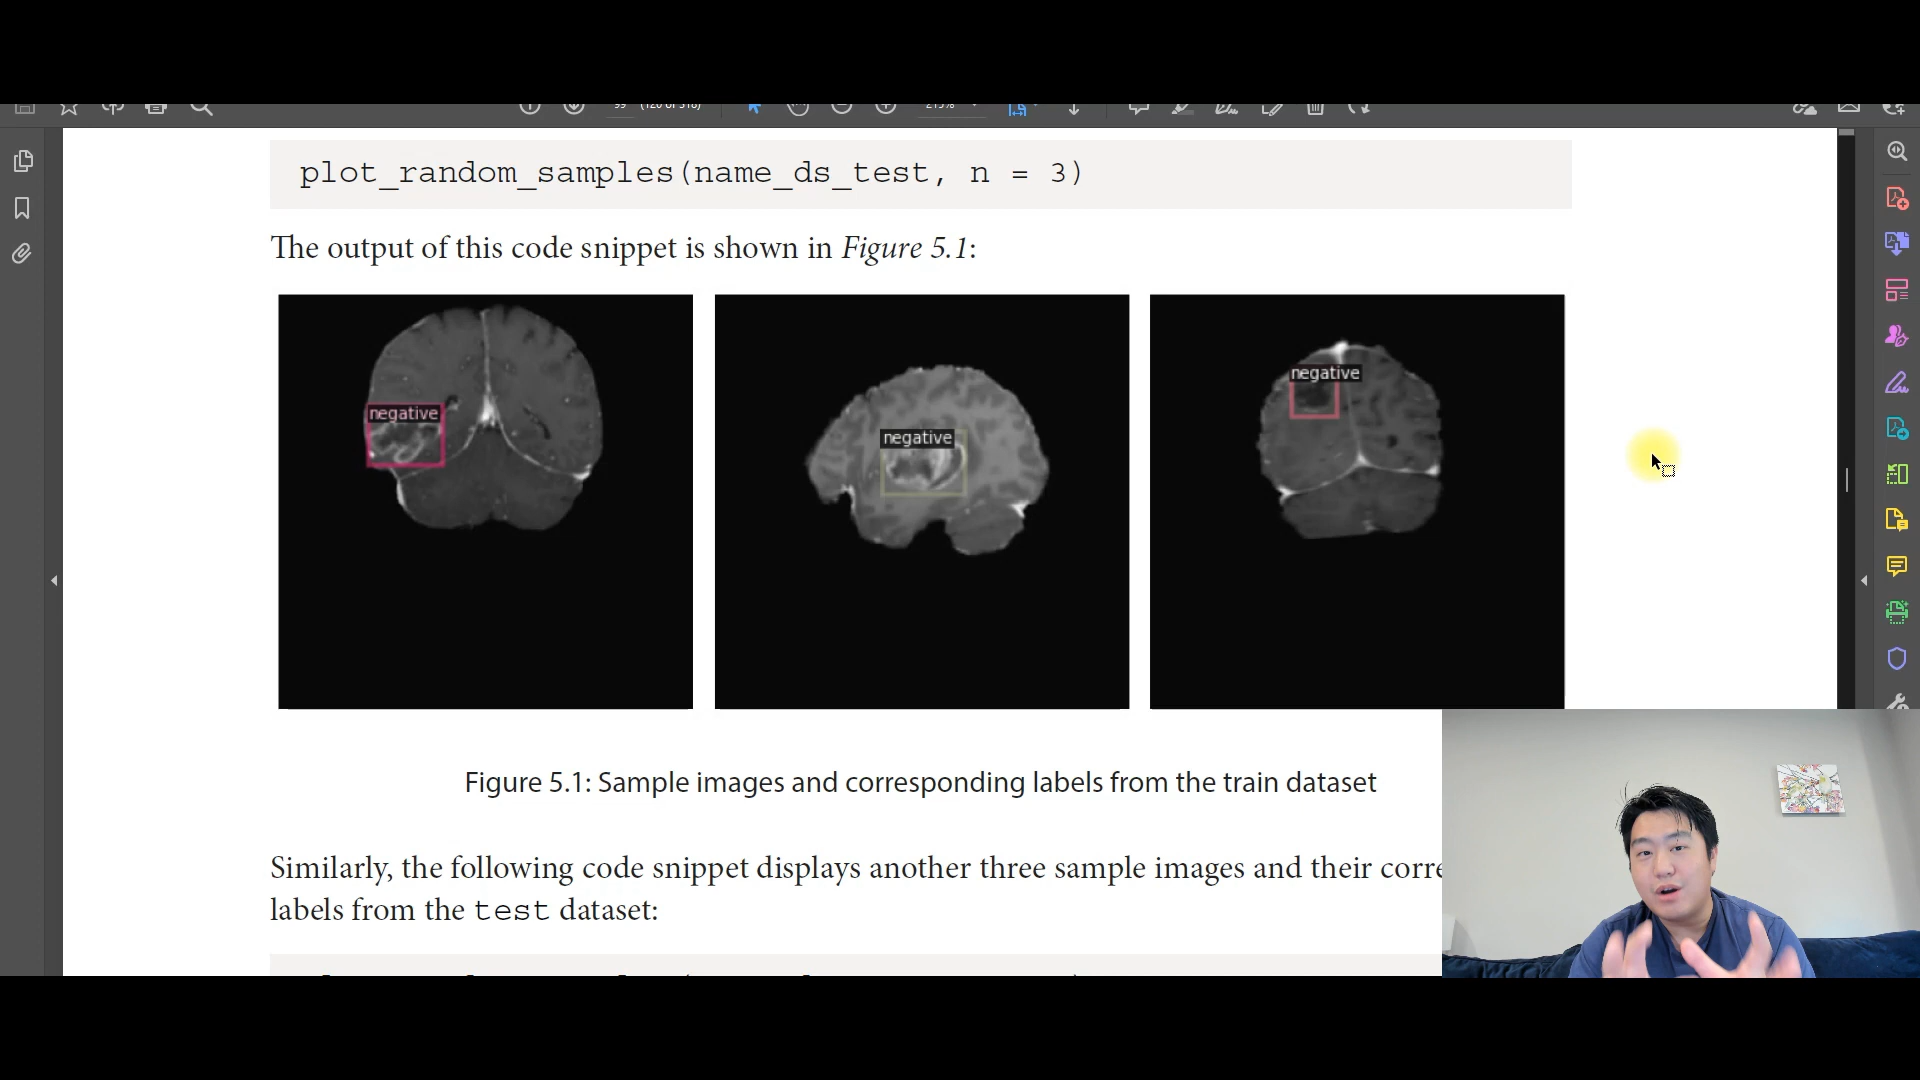 plot_random_samples(name_ds_test, n = 3)
The output of this code snippet is shown in Figure 5.1:
negative
negative
negative
Figure 5.1: Sample images and corresponding labels from the train dataset
Similarly, the following code snippet displays another three sample images and their corre
labels from the test dataset: